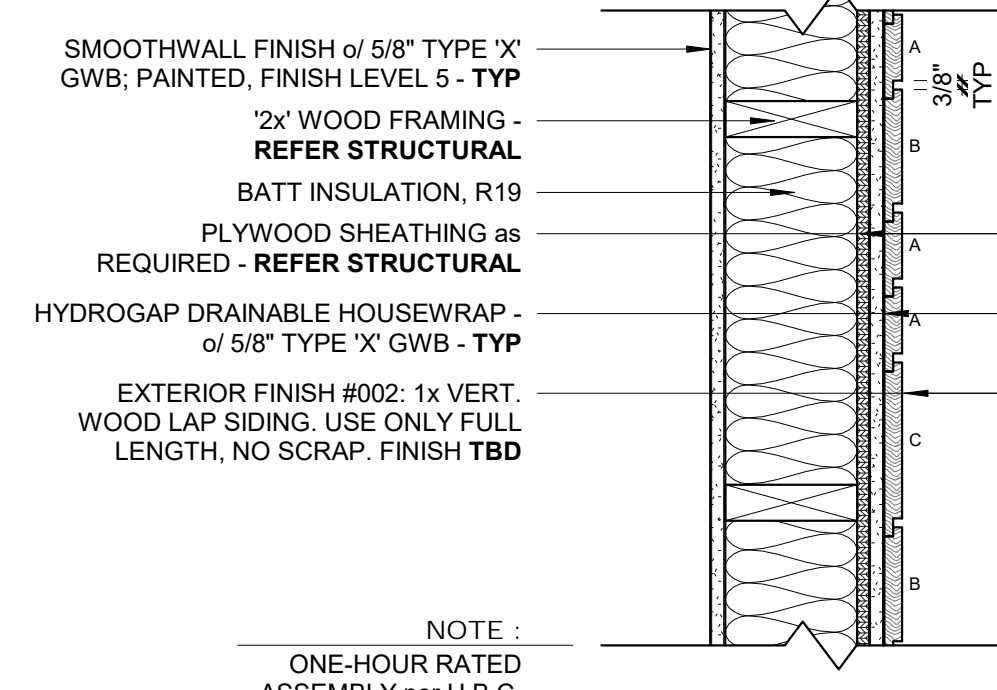 SMOOTHWALL FINISH o/ 5/8" TYPE 'X'
GWB; PAINTED, FINISH LEVEL 5 - TYP
'2x' WOOD FRAMING -
REFER STRUCTURAL
BATT INSULATION, R19
PLYWOOD SHEATHING as
REQUIRED - REFER STRUCTURAL
HYDROGAP DRAINABLE HOUSEWRAP -
o/ 5/8" TYPE 'X' GWB - TYP
EXTERIOR FINISH #002: 1x VERT.
WOOD LAP SIDING. USE ONLY FULL
LENGTH, NO SCRAP. FINISH TBD
NOTE :
ONE-HOUR RATED
ASSEMBLY per U.B.C.
A
B
A
A
C
B
3/8"
TYP